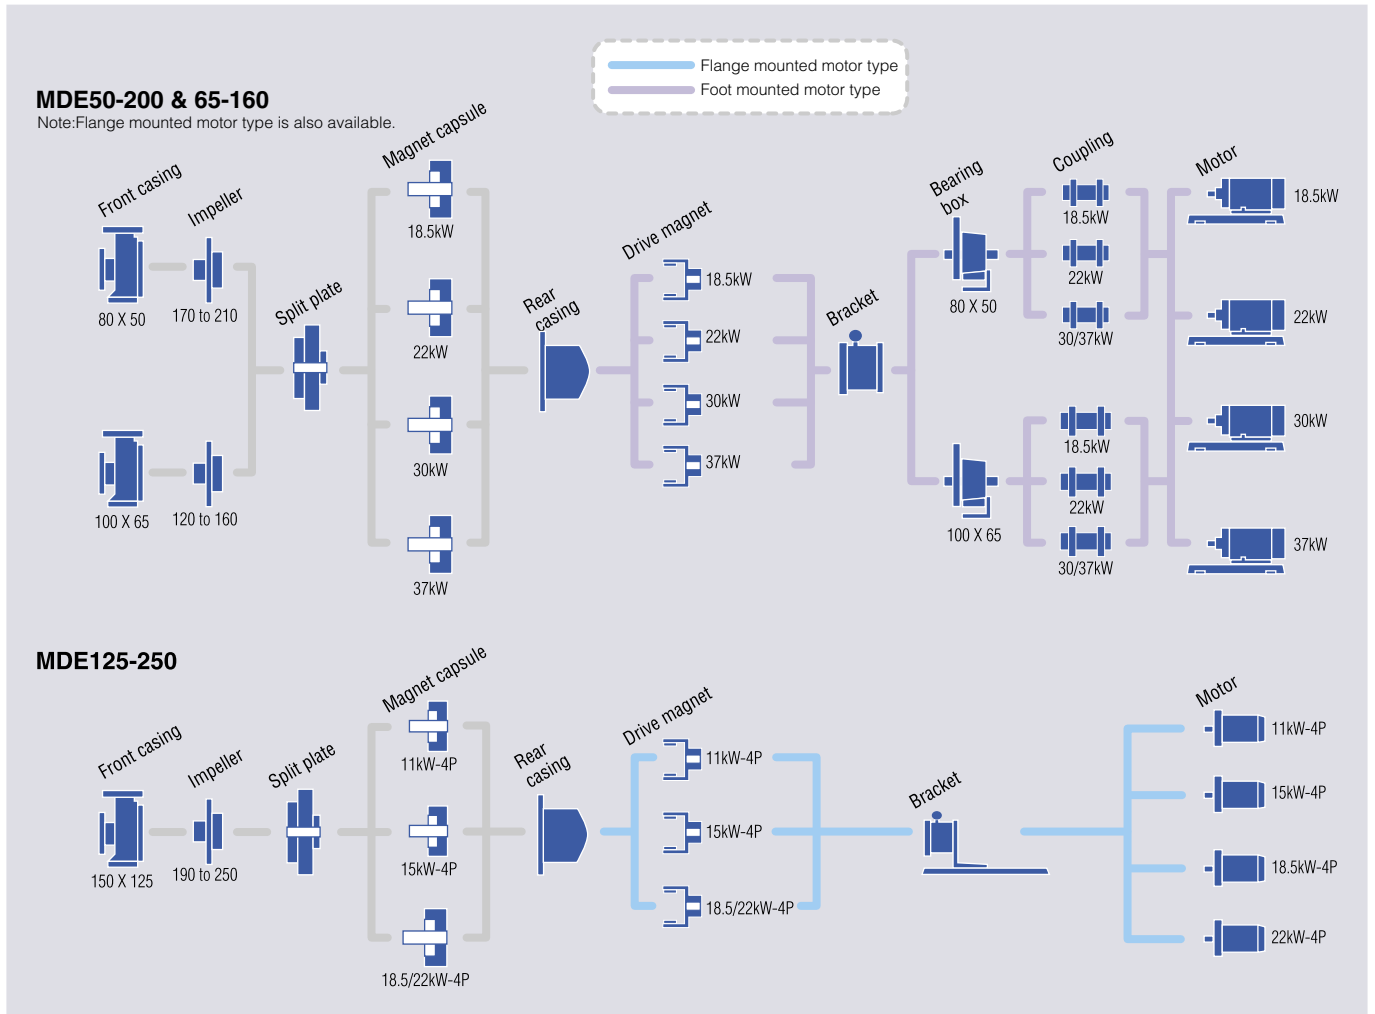 Flange mounted motor type
Foot mounted motor type
MDE50-200 & 65-160
Note:Flange mounted motor type is also available.
Front casing
80 X 50
100 X 65
Impeller
170 to 210
120 to 160
Split plate
Magnet capsule
18.5kW
22kW
30kW
37kW
Rear
casing
Drive magnet
18.5kW
22kW
30kW
37kW
Bracket
Bearing
box
80 X 50
100 X 65
Coupling
18.5kW
22kW
30/37kW
18.5kW
22kW
30/37kW
Motor
18.5kW
22kW
30kW
37kW
MDE125-250
Front casing
150 X 125
Impeller
190 to 250
Split plate
Magnet capsule
11kW-4P
15kW-4P
18.5/22kW-4P
Rear
casing
Drive magnet
11kW-4P
15kW-4P
18.5/22kW-4P
Bracket
Motor
11kW-4P
15kW-4P
18.5kW-4P
22kW-4P